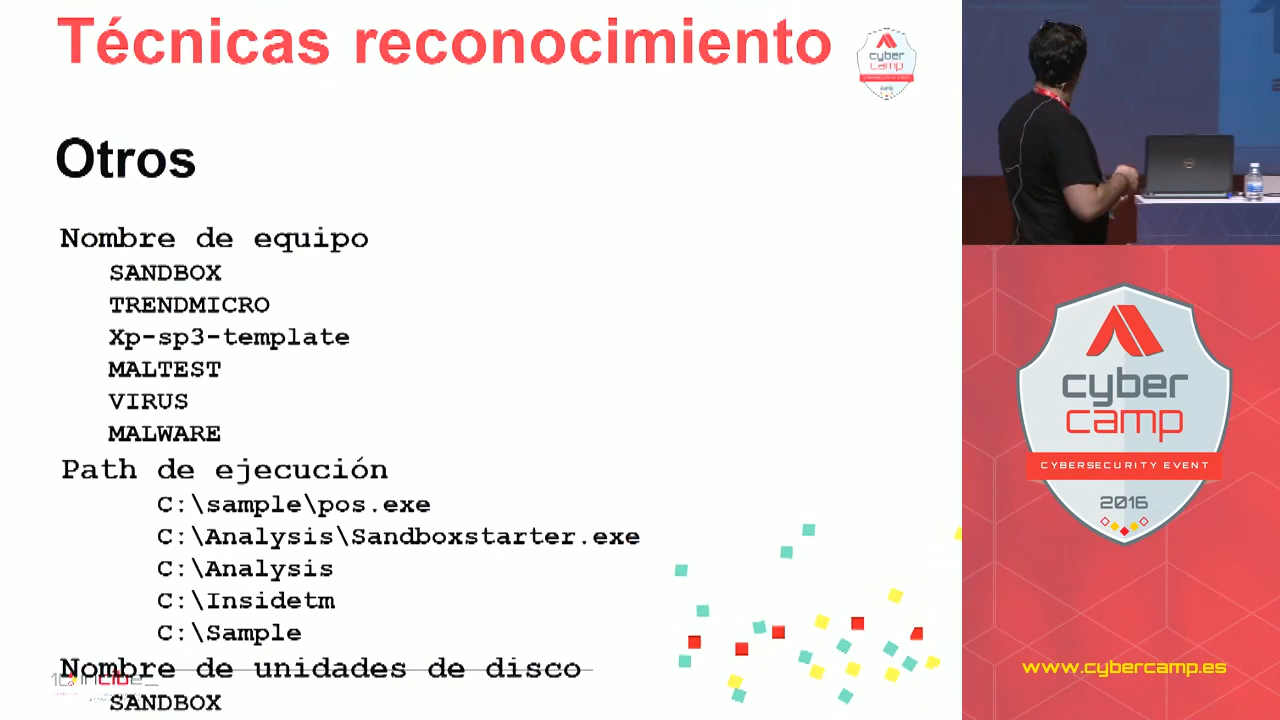 Técnicas reconocimiento
cyber
camp
Otros
Nombre de equipo
SANDBOX
TRENDMICRO
Xp-sp3-template
MALTEST
VIRUS
MALWARE
Path de ejecución
C:\sample\pos.exe
C:\Analysis\Sandboxstarter.exe
C:\Analysis
C:\Insidetm
C:\Sample
Nombre de unidades de disco
SANDBOX
cyber
camp
CYBERSECURITY EVENT
2016
www.cybercamp.es